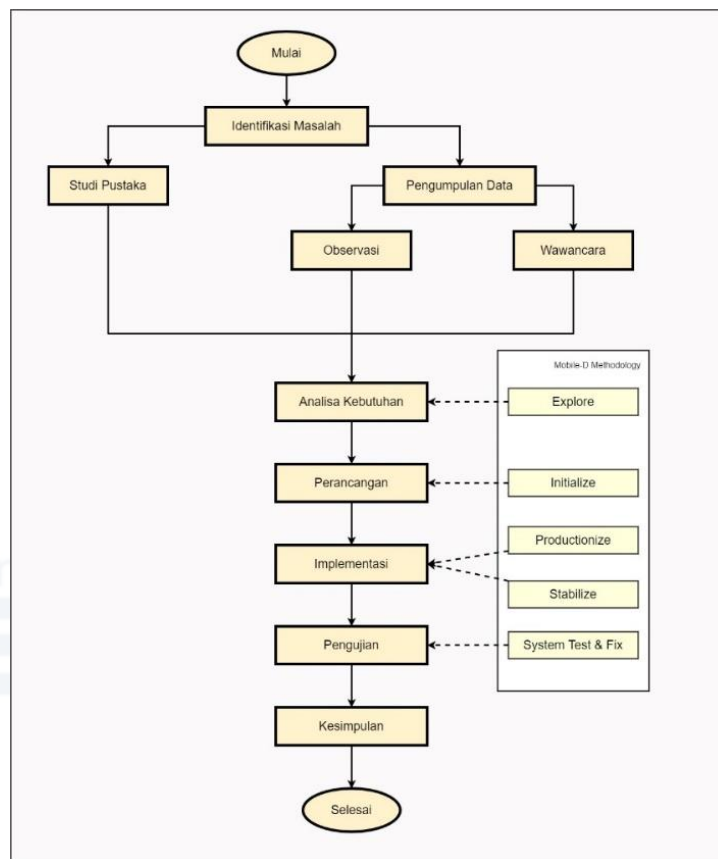 Mulai
Identifikasi Masalah
Studi Pustaka
Pengumpulan Data
Observasi
Wawancara
Mobile-D Methodology
Analisa Kebutuhan
Explore
Perancangan
Initialize
Productionize
Implementasi
Stabilize
Pengujian
System Test & Fix
Kesimpulan
Selesai